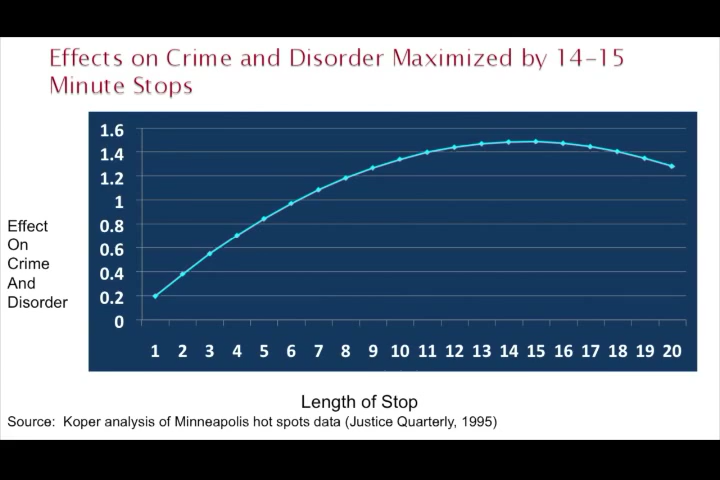 Effects on Crime and Disorder Maximized by 14–15
Minute Stops
1.6
1.4
1.2
1
0.8
0.6
0.4
0.2
0
Effect
On
Crime
And
Disorder
1 2 3 4 5 6 7 8 9 10 11 12 13 14 15 16 17 18 19 20
Length of Stop
Source: Koper analysis of Minneapolis hot spots data (Justice Quarterly, 1995)